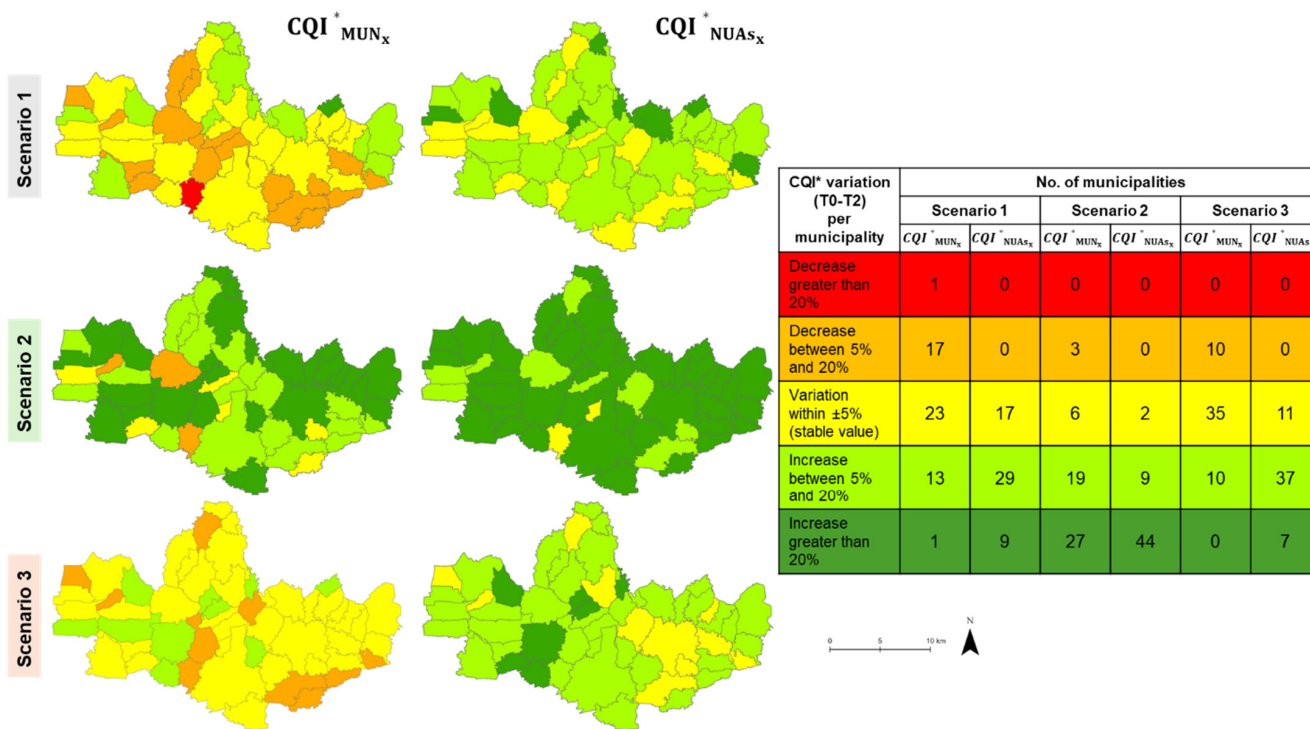 CQI *MUNx
CQI *NUAsx
Scenario 1
Scenario 2
Scenario 3
CQI* variation
(T0-T2)
per
municipality
No. of municipalities
Scenario 1 Scenario 2 Scenario 3
CQI *MUNx CQI *NUAsx CQI *MUNx CQI *NUAsx CQI *MUNx CQI *NUAs
Decrease
greater than
20%
1 0 0 0 0 0
Decrease
between 5%
and 20%
17 0 3 0 10 0
Variation
within ±5%
(stable value)
23 17 6 2 35 11
Increase
between 5%
and 20%
13 29 19 9 10 37
Increase
greater than
20%
1 9 27 44 0 7
N
0 5 10 km